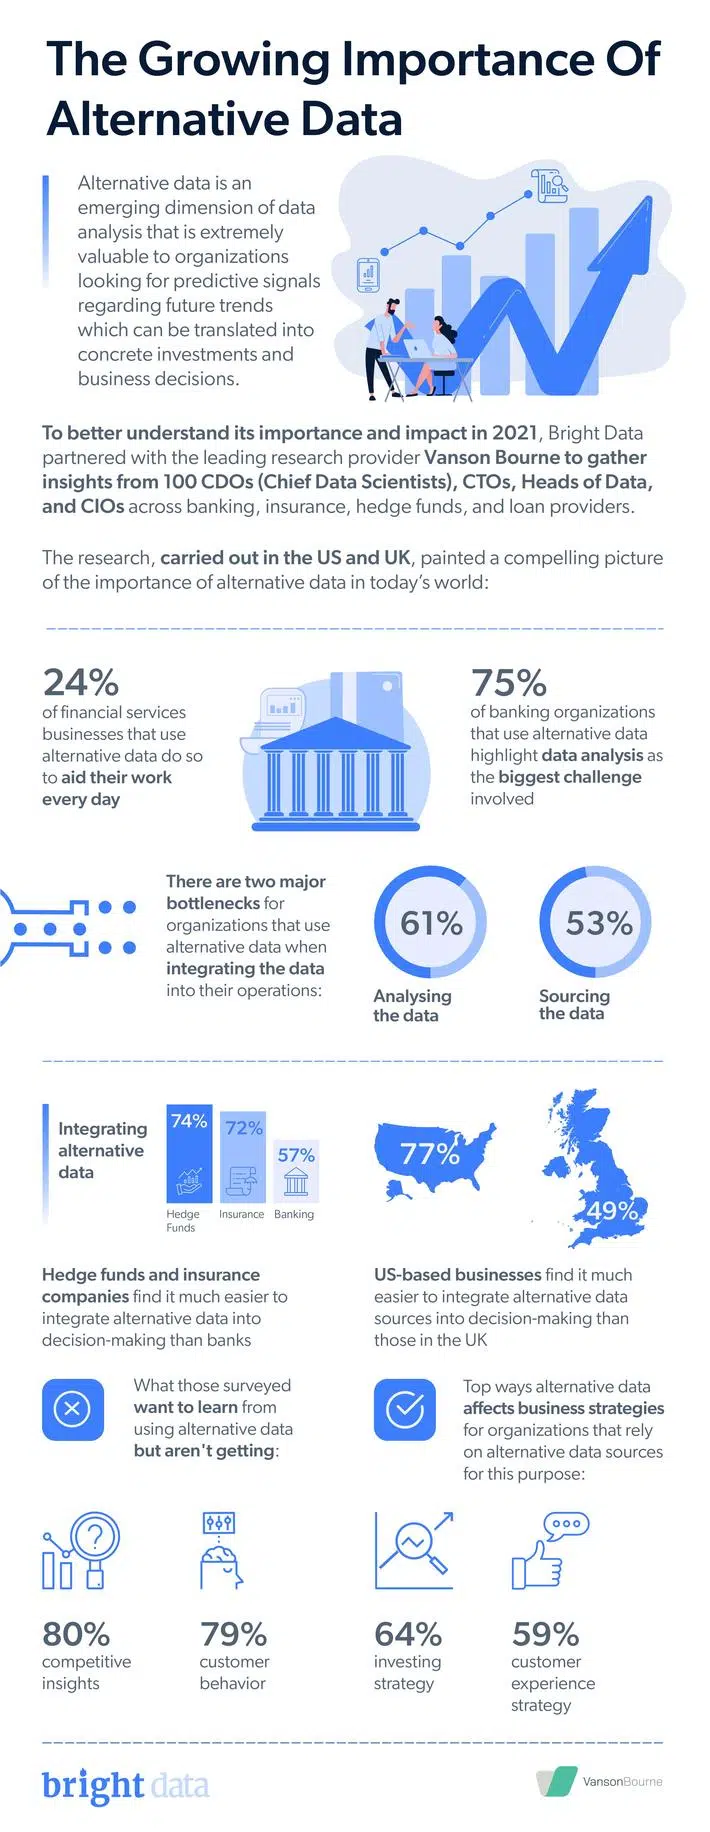 The Growing Importance Of
Alternative Data
Alternative data is an
emerging dimension of data
analysis that is extremely
valuable to organizations
looking for predictive signals
regarding future trends
which can be translated into
concrete investments and
business decisions.
To better understand its importance and impact in 2021, Bright Data
partnered with the leading research provider Vanson Bourne to gather
insights from 100 CDOs (Chief Data Scientists), CTOs, Heads of Data,
and CIOs across banking, insurance, hedge funds, and loan providers.
The research, carried out in the US and UK, painted a compelling picture
of the importance of alternative data in today's world:
24%
of financial services
businesses that use
alternative data do so
to aid their work
every day
75%
of banking organizations
that use alternative data
highlight data analysis as
the biggest challenge
involved
There are two major
bottlenecks for
organizations that use
alternative data when
integrating the data
into their operations:
61%
Analysing
the data
53%
Sourcing
the data
Integrating
alternative
data
74%
72%
57%
Hedge
Funds
Insurance
Banking
77%
49%
Hedge funds and insurance
companies find it much easier to
integrate alternative data into
decision-making than banks
US-based businesses find it much
easier to integrate alternative data
sources into decision-making than
those in the UK
What those surveyed
want to learn from
using alternative data
but aren't getting:
Top ways alternative data
affects business strategies
for organizations that rely
on alternative data sources
for this purpose:
?
80%
competitive
insights
79%
customer
behavior
64%
investing
strategy
59%
customer
experience
strategy
bright data
VansonBourne